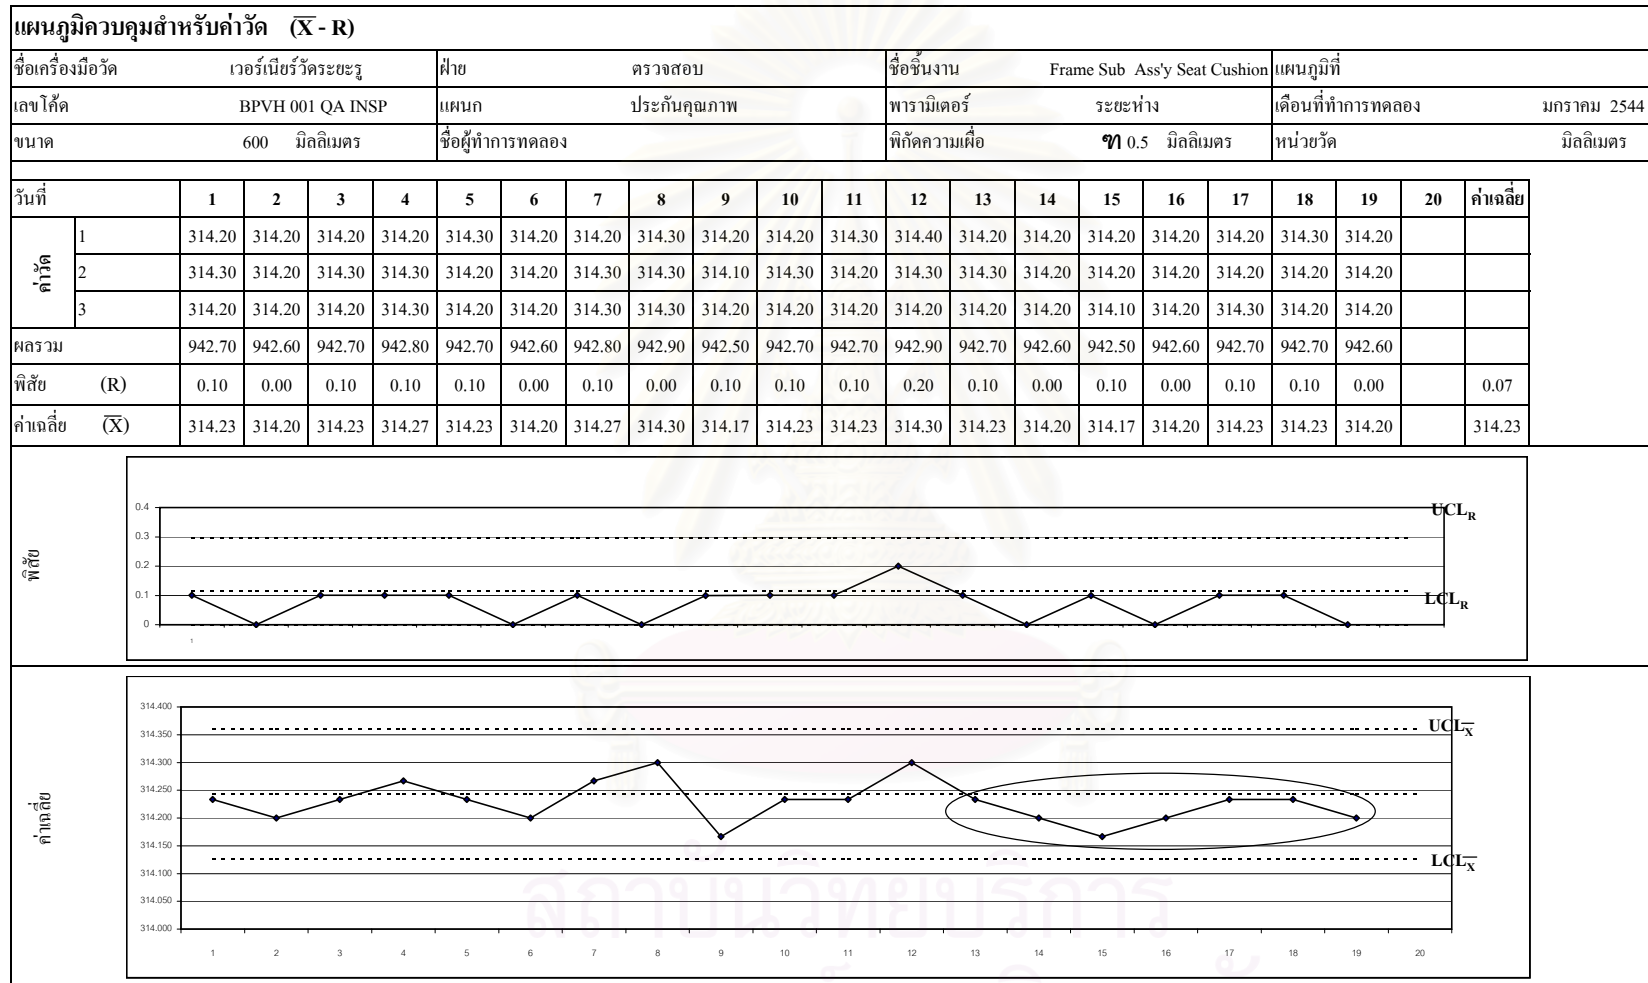 แผนภูมิควบคุมสำหรับค่าวัด (X̅ - R)
ชื่อเครื่องมือวัด เวอร์เนียร์วัดระยะรู ฝ่าย ตรวจสอบ ชื่อชิ้นงาน Frame Sub Ass'y Seat Cushion แผนภูมิที่
เลขโค้ด BPVH 001 QA INSP แผนก ประกันคุณภาพ พารามิเตอร์ ระยะห่าง เดือนที่ทำการทดลอง มกราคม 2544
ขนาด 600 มิลลิเมตร ชื่อผู้ทำการทดลอง พิกัดความเผื่อ ฑ 0.5 มิลลิเมตร หน่วยวัด มิลลิเมตร
วันที่ 1 2 3 4 5 6 7 8 9 10 11 12 13 14 15 16 17 18 19 20 ค่าเฉลี่ย
ค่าวัด
1 314.20 314.20 314.20 314.20 314.30 314.20 314.20 314.30 314.20 314.20 314.30 314.40 314.20 314.20 314.20 314.20 314.20 314.30 314.20
2 314.30 314.20 314.30 314.30 314.20 314.20 314.30 314.30 314.10 314.30 314.20 314.30 314.30 314.20 314.20 314.20 314.20 314.20 314.20
3 314.20 314.20 314.20 314.30 314.20 314.20 314.30 314.30 314.20 314.20 314.20 314.20 314.20 314.20 314.10 314.20 314.30 314.20 314.20
ผลรวม 942.70 942.60 942.70 942.80 942.70 942.60 942.80 942.90 942.50 942.70 942.70 942.90 942.70 942.60 942.50 942.60 942.70 942.70 942.60
พิสัย (R) 0.10 0.00 0.10 0.10 0.10 0.00 0.10 0.00 0.10 0.10 0.10 0.20 0.10 0.00 0.10 0.00 0.10 0.10 0.00 0.07
ค่าเฉลี่ย (X̅) 314.23 314.20 314.23 314.27 314.23 314.20 314.27 314.30 314.17 314.23 314.23 314.30 314.23 314.20 314.17 314.20 314.23 314.23 314.20 314.23
พิสัย
0.4
UCL_R
0.3
0.2
0.1
LCL_R
0
1
ค่าเฉลี่ย
314.400
UCL_X̅
314.350
314.300
314.250
314.200
314.150
LCL_X̅
314.100
314.050
314.000
1 2 3 4 5 6 7 8 9 10 11 12 13 14 15 16 17 18 19 20
สถาบันวิทยบริการ